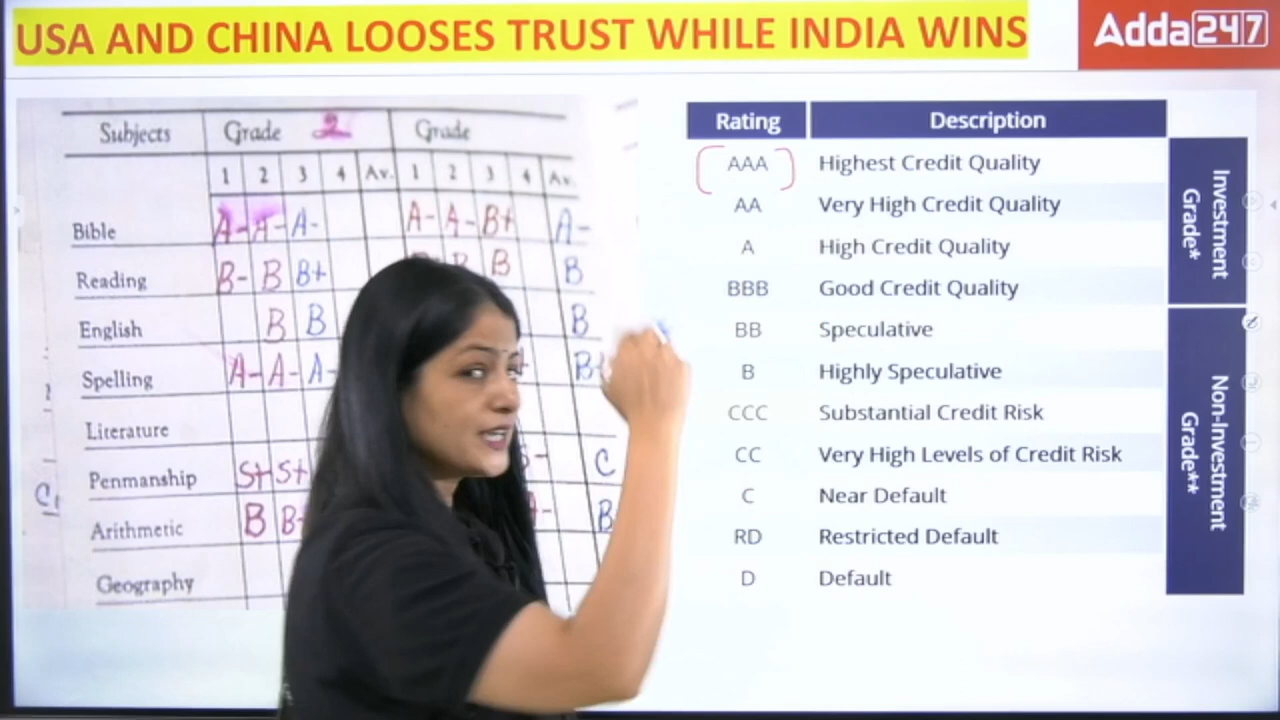 USA AND CHINA LOOSES TRUST WHILE INDIA WINS
Adda247
Subjects Grade 2 Grade
1 2 3 4 Av. 1 2 3 4 Av.
Bible A- A- A- A- A- B+ A-
Reading B- B B+ B B
English B B B
Spelling A- A- A-
Literature
Penmanship S+ S+ C
Arithmetic B B
Geography
Rating Description
AAA Highest Credit Quality
AA Very High Credit Quality
A High Credit Quality
BBB Good Credit Quality
BB Speculative
B Highly Speculative
CCC Substantial Credit Risk
CC Very High Levels of Credit Risk
C Near Default
RD Restricted Default
D Default
Investment
Grade*
Non-Investment
Grade**